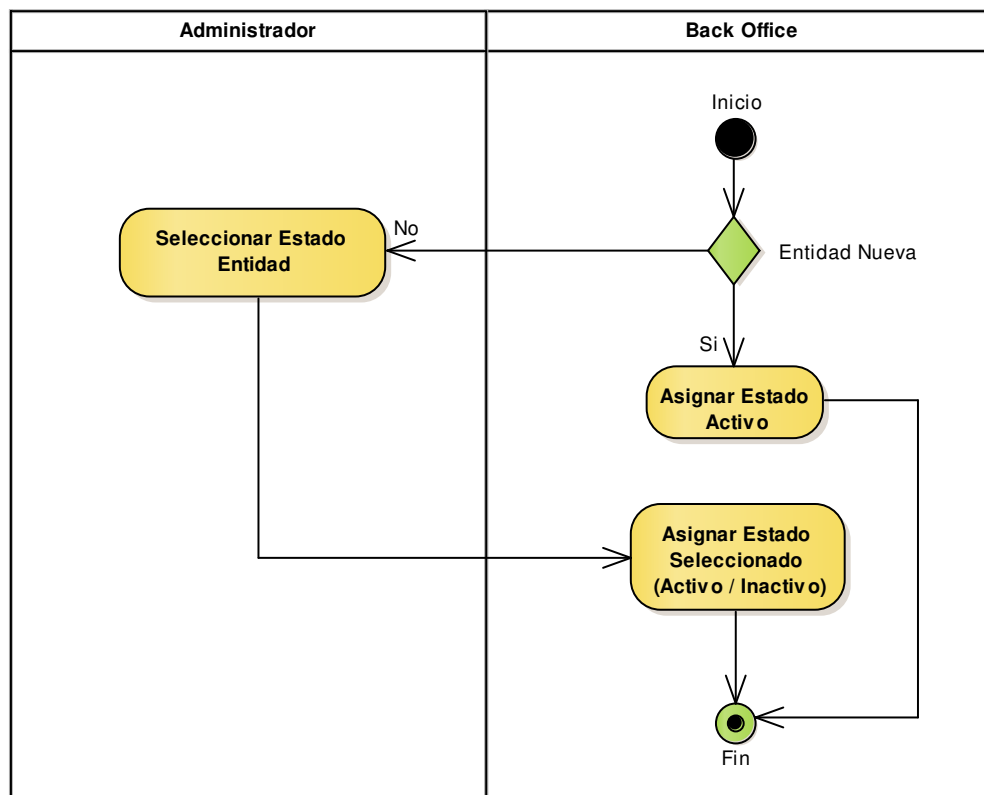 Administrador
Back Office
Inicio
No
Seleccionar Estado
Entidad
Entidad Nueva
Si
Asignar Estado
Activo
Asignar Estado
Seleccionado
(Activo / Inactivo)
Fin